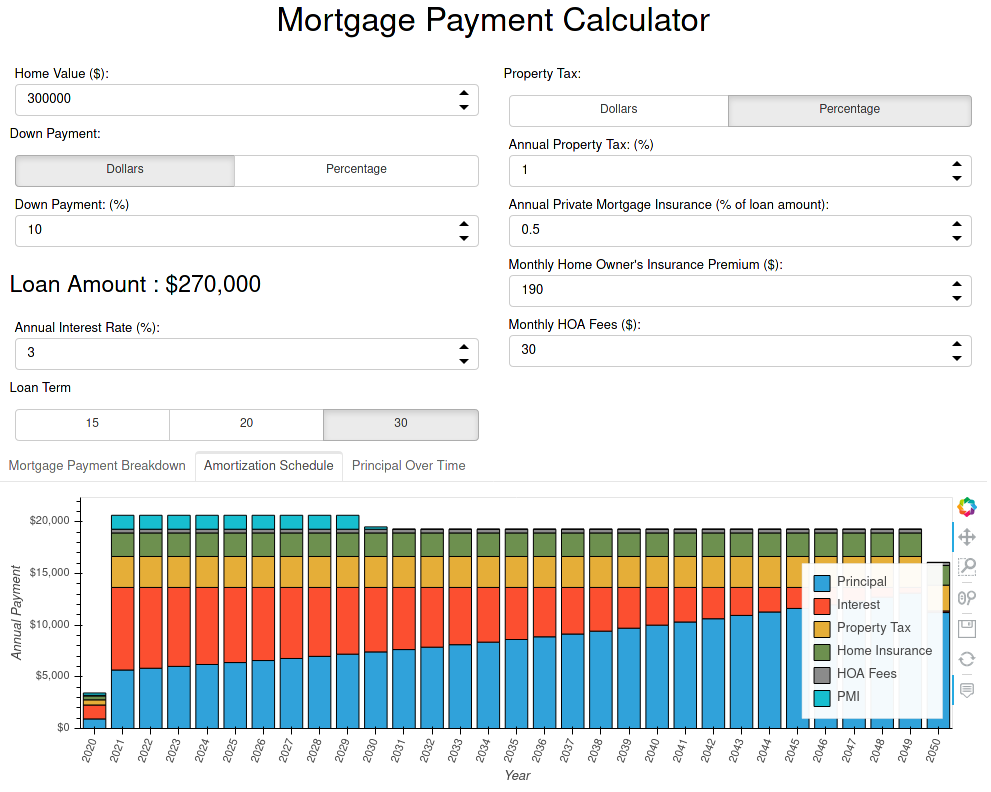 Mortgage Payment Calculator
Home Value ($):
300000
Down Payment:
Dollars Percentage
Down Payment: (%)
10
Loan Amount : $270,000
Annual Interest Rate (%):
3
Loan Term
15 20 30
Property Tax:
Dollars Percentage
Annual Property Tax: (%)
1
Annual Private Mortgage Insurance (% of loan amount):
0.5
Monthly Home Owner's Insurance Premium ($):
190
Monthly HOA Fees ($):
30
Mortgage Payment Breakdown Amortization Schedule Principal Over Time
Annual Payment
$20,000
$15,000
$10,000
$5,000
$0
Principal
Interest
Property Tax
Home Insurance
HOA Fees
PMI
2020 2021 2022 2023 2024 2025 2026 2027 2028 2029 2030 2031 2032 2033 2034 2035 2036 2037 2038 2039 2040 2041 2042 2043 2044 2045 2046 2047 2048 2049 2050
Year